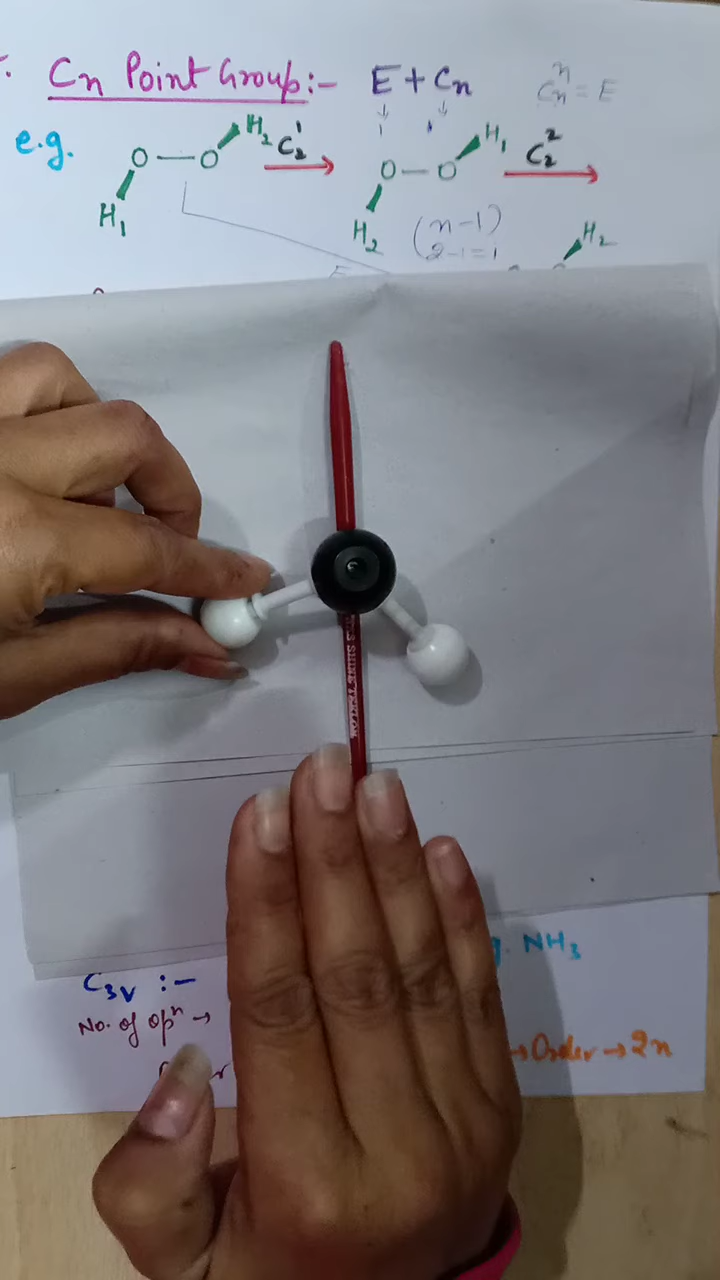 Cn Point Group:- E + Cn
C n n = E
e.g.
O — O H2 C2 1
H1
O — O H1 C2 2
H2
(n-1)
2-1=1
H2
g. NH3
C3v :-
No. of opn →
→ Order → 2n